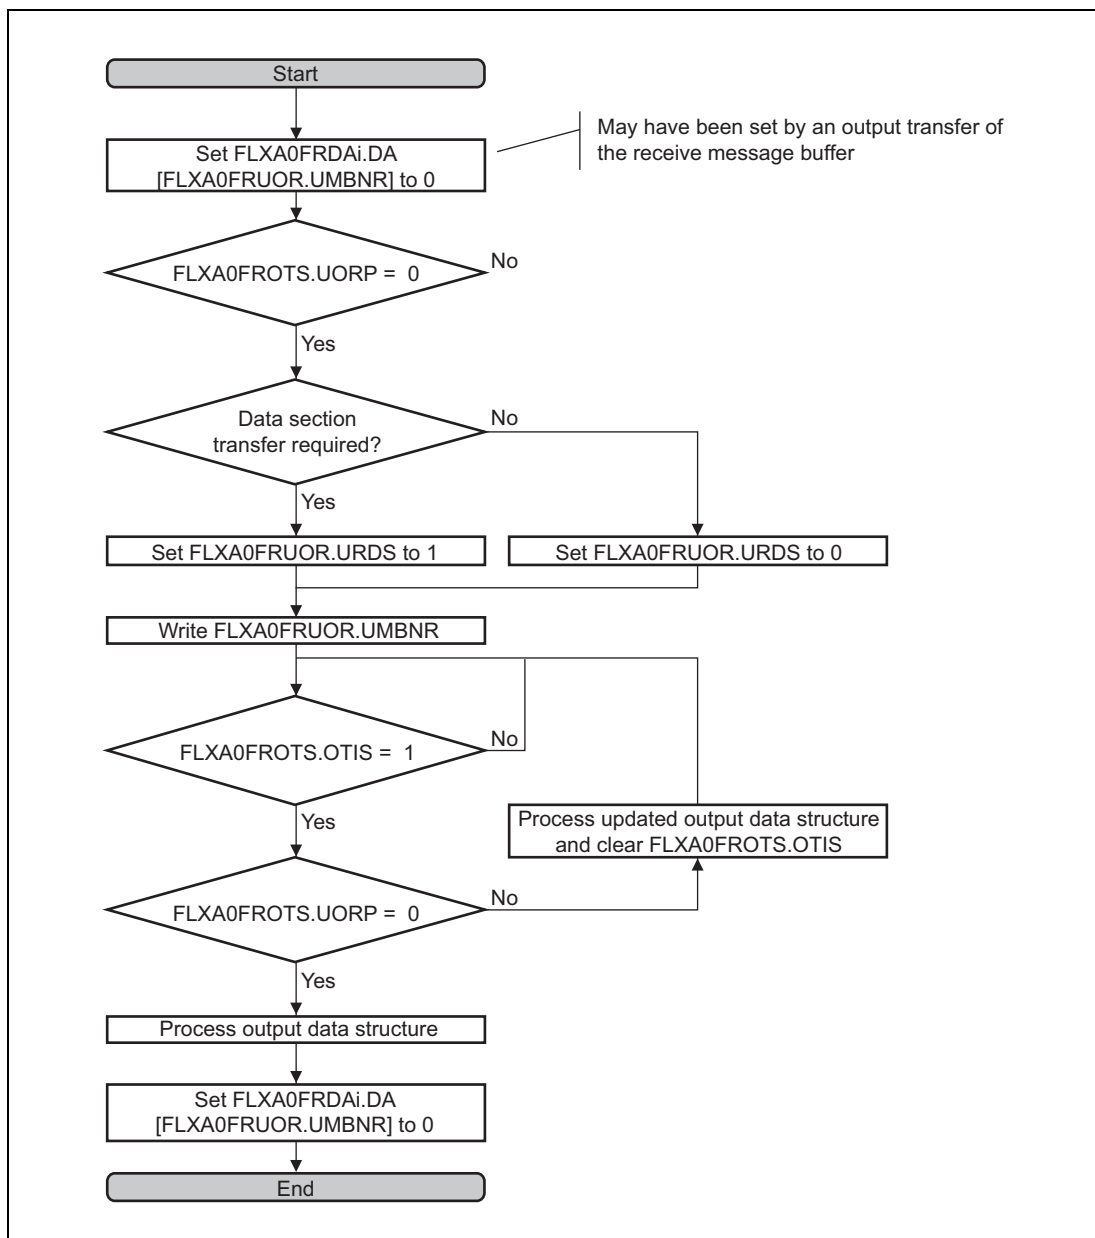 Start
May have been set by an output transfer of
the receive message buffer
Set FLXA0FRDAi.DA
[FLXA0FRUOR.UMBNR] to 0
FLXA0FROTS.UORP = 0
No
Yes
Data section
transfer required?
No
Yes
Set FLXA0FRUOR.URDS to 1
Set FLXA0FRUOR.URDS to 0
Write FLXA0FRUOR.UMBNR
FLXA0FROTS.OTIS = 1
No
Yes
Process updated output data structure
and clear FLXA0FROTS.OTIS
FLXA0FROTS.UORP = 0
No
Yes
Process output data structure
Set FLXA0FRDAi.DA
[FLXA0FRUOR.UMBNR] to 0
End